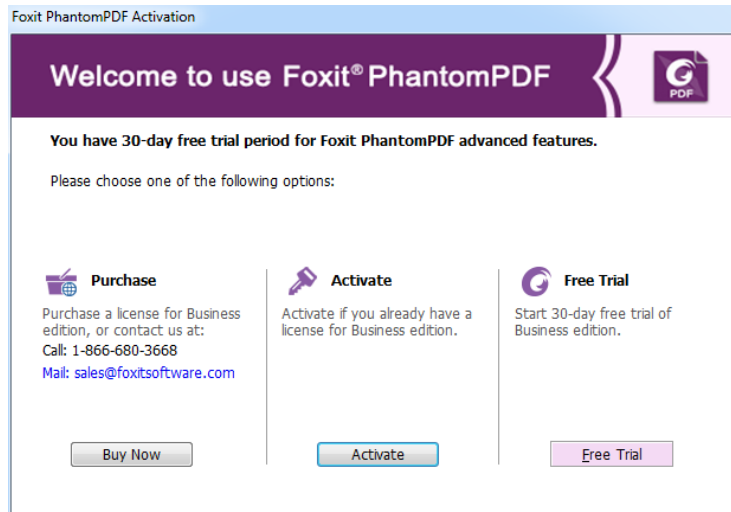 Foxit PhantomPDF Activation
Welcome to use Foxit® PhantomPDF
PDF
You have 30-day free trial period for Foxit PhantomPDF advanced features.
Please choose one of the following options:
Purchase
Purchase a license for Business
edition, or contact us at:
Call: 1-866-680-3668
Mail: sales@foxitsoftware.com
Buy Now
Activate
Activate if you already have a
license for Business edition.
Activate
Free Trial
Start 30-day free trial of
Business edition.
Free Trial